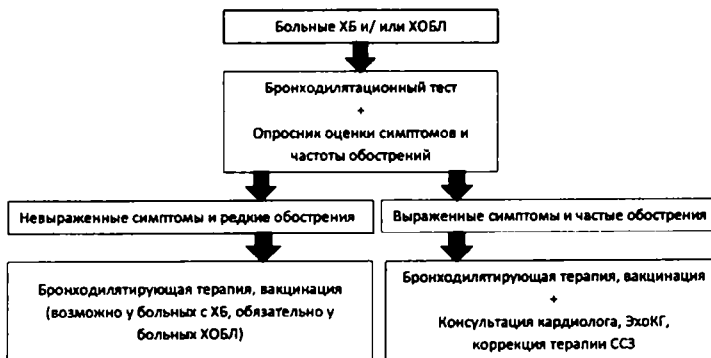 Больные ХБ и/ или ХОБЛ
Бронходилятационный тест
+
Опросник оценки симптомов и
частоты обострений
Невыраженные симптомы и редкие обострения
Выраженные симптомы и частые обострения
Бронходилятирующая терапия, вакцинация
(возможно у больных с ХБ, обязательно у
больных ХОБЛ)
Бронходилятирующая терапия, вакцинация
+
Консультация кардиолога, ЭхоКГ,
коррекция терапии ССЗ